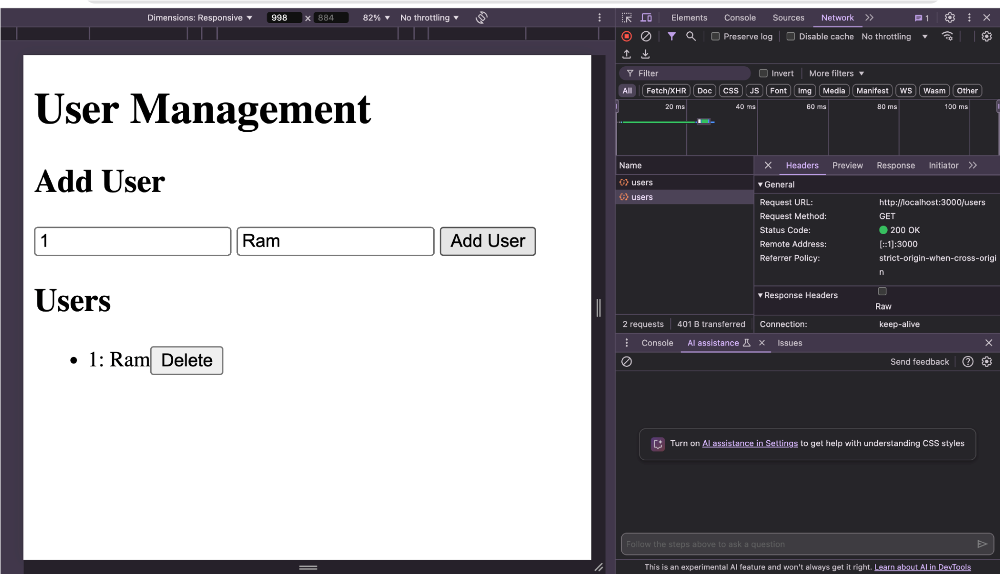 Dimensions: Responsive 998 x 884 82% No throttling
User Management
Add User
1 Ram Add User
Users
1: Ram Delete
Elements Console Sources Network 1
Preserve log Disable cache No throttling
Filter Invert More filters
All Fetch/XHR Doc CSS JS Font Img Media Manifest WS Wasm Other
20 ms 40 ms 60 ms 80 ms 100 ms
Name
users
users
2 requests 401 B transferred
Headers Preview Response Initiator
General
Request URL: http://localhost:3000/users
Request Method: GET
Status Code: 200 OK
Remote Address: [::1]:3000
Referrer Policy: strict-origin-when-cross-origi
n
Response Headers
Raw
Connection: keep-alive
Console AI assistance Issues
Send feedback
Turn on AI assistance in Settings to get help with understanding CSS styles
Follow the steps above to ask a question
This is an experimental AI feature and won't always get it right. Learn about AI in DevTools